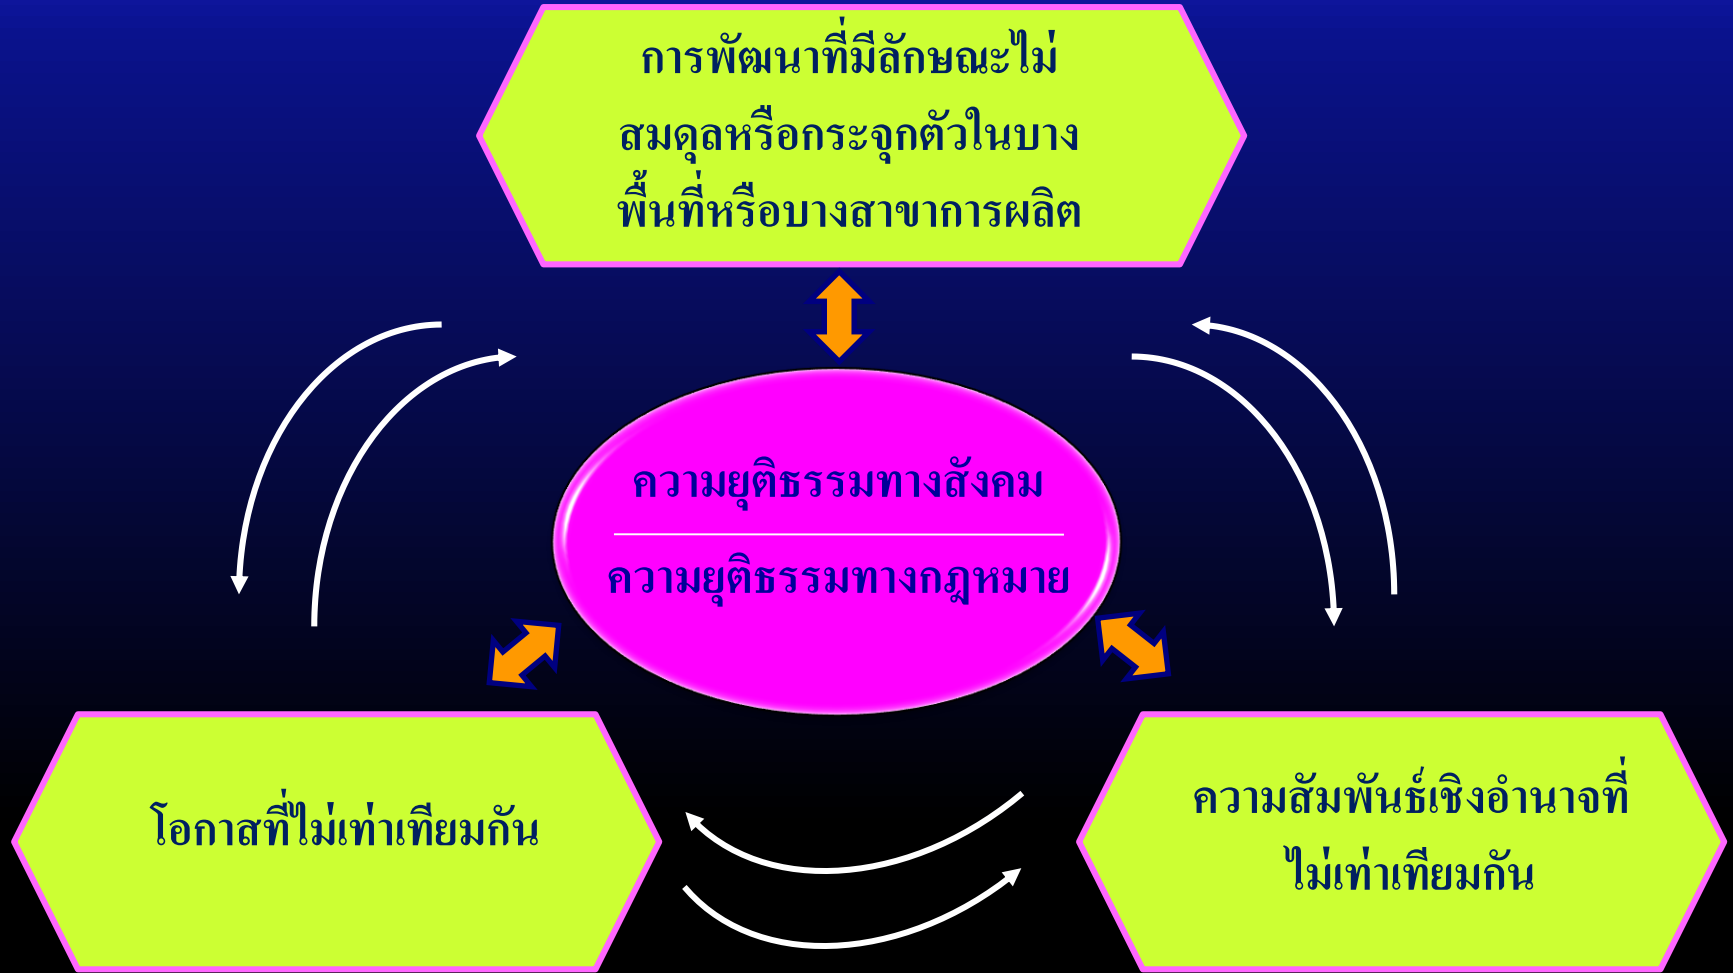 การพัฒนาที่มีลักษณะไม่
สมดุลหรือกระจุกตัวในบาง
พื้นที่หรือบางสาขาการผลิต
ความยุติธรรมทางสังคม
ความยุติธรรมทางกฎหมาย
โอกาสที่ไม่เท่าเทียมกัน
ความสัมพันธ์เชิงอำนาจที่
ไม่เท่าเทียมกัน